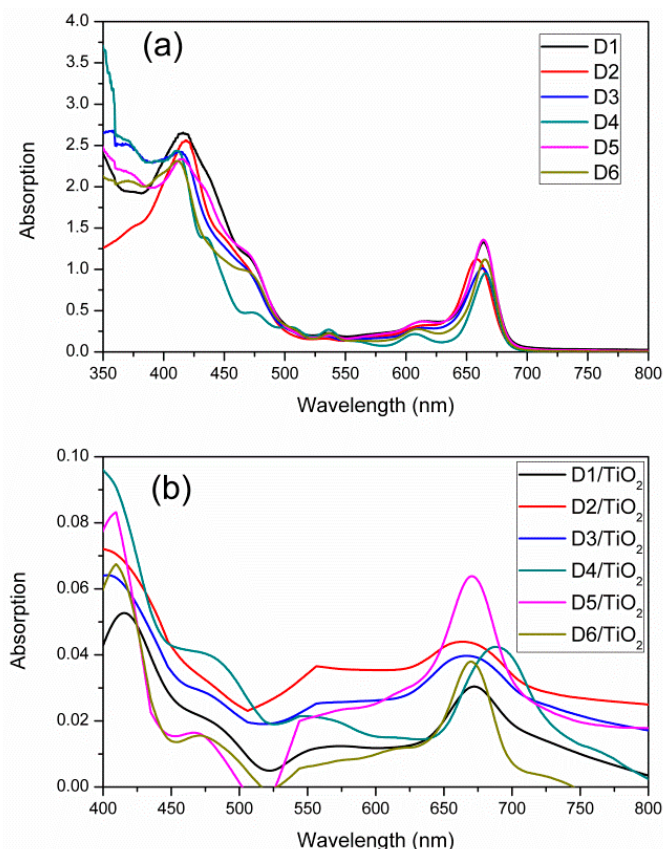 (a)
D1
D2
D3
D4
D5
D6
4.0
3.5
3.0
2.5
2.0
1.5
1.0
0.5
0.0
Absorption
350 400 450 500 550 600 650 700 750 800
Wavelength (nm)
(b)
D1/TiO₂
D2/TiO₂
D3/TiO₂
D4/TiO₂
D5/TiO₂
D6/TiO₂
0.10
0.08
0.06
0.04
0.02
0.00
Absorption
400 450 500 550 600 650 700 750 800
Wavelength (nm)